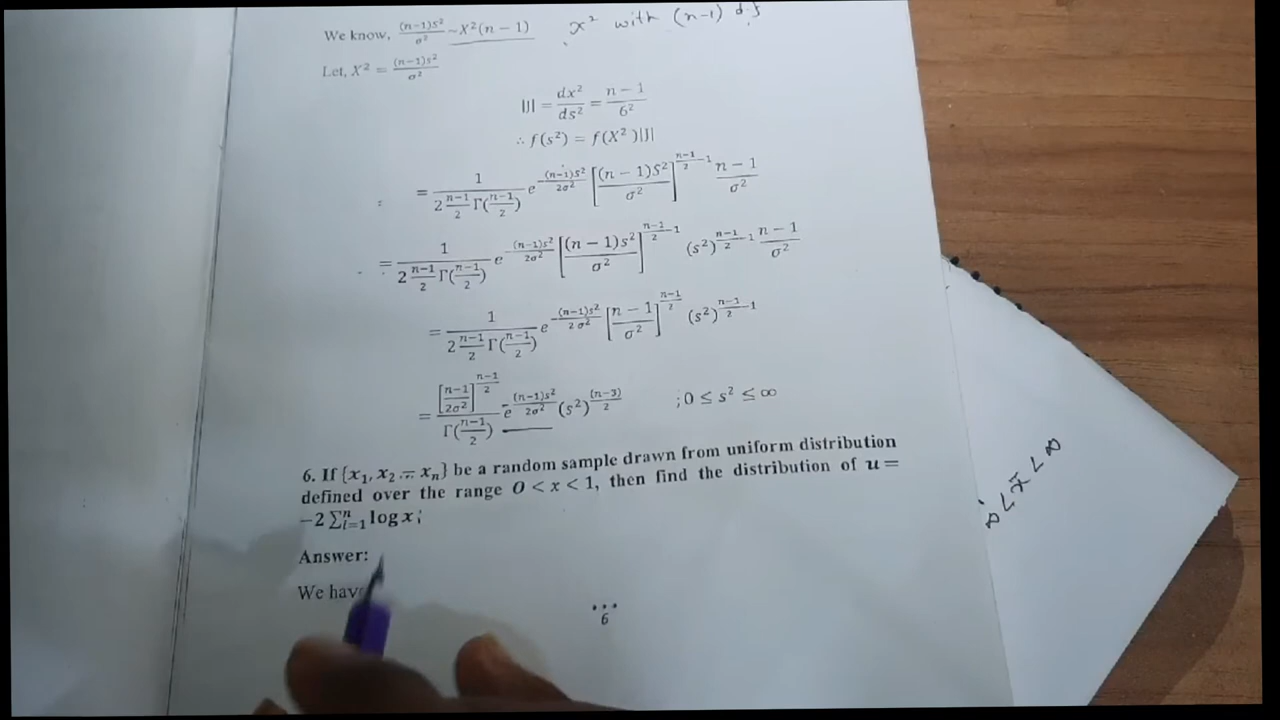 We know, (n−1)s²/σ² ~X²(n − 1) x² with (n-1) d.f
Let, X² = (n−1)s²/σ²
|J| = dx²/ds² = n − 1/6²
∴ f(s²) = f(X²)|J|
= 1/2^(n−1/2) Γ(n−1/2) e^−(n−1)S²/2σ² [(n − 1)S²/σ²]^(n−1/2 −1) n − 1/σ²
= 1/2^(n−1/2) Γ(n−1/2) e^−(n−1)s²/2σ² [(n − 1)s²/σ²]^(n−1/2 −1) (s²)^(n−1/2 −1) n − 1/σ²
= 1/2^(n−1/2) Γ(n−1/2) e^−(n−1)s²/2 σ² [n − 1/σ²]^(n−1/2) (s²)^(n−1/2 −1)
= [n−1/2σ²]^(n−1/2)/Γ(n−1/2) e^−(n−1)s²/2σ² (s²)^((n−3)/2) ; 0 ≤ s² ≤ ∞
6. If {x₁, x₂ ... xₙ} be a random sample drawn from uniform distribution
defined over the range 0 < x < 1, then find the distribution of u =
−2 ∑ⁿᵢ₌₁ log xᵢ
Answer:
We have
6
0 < x̄ < ∞